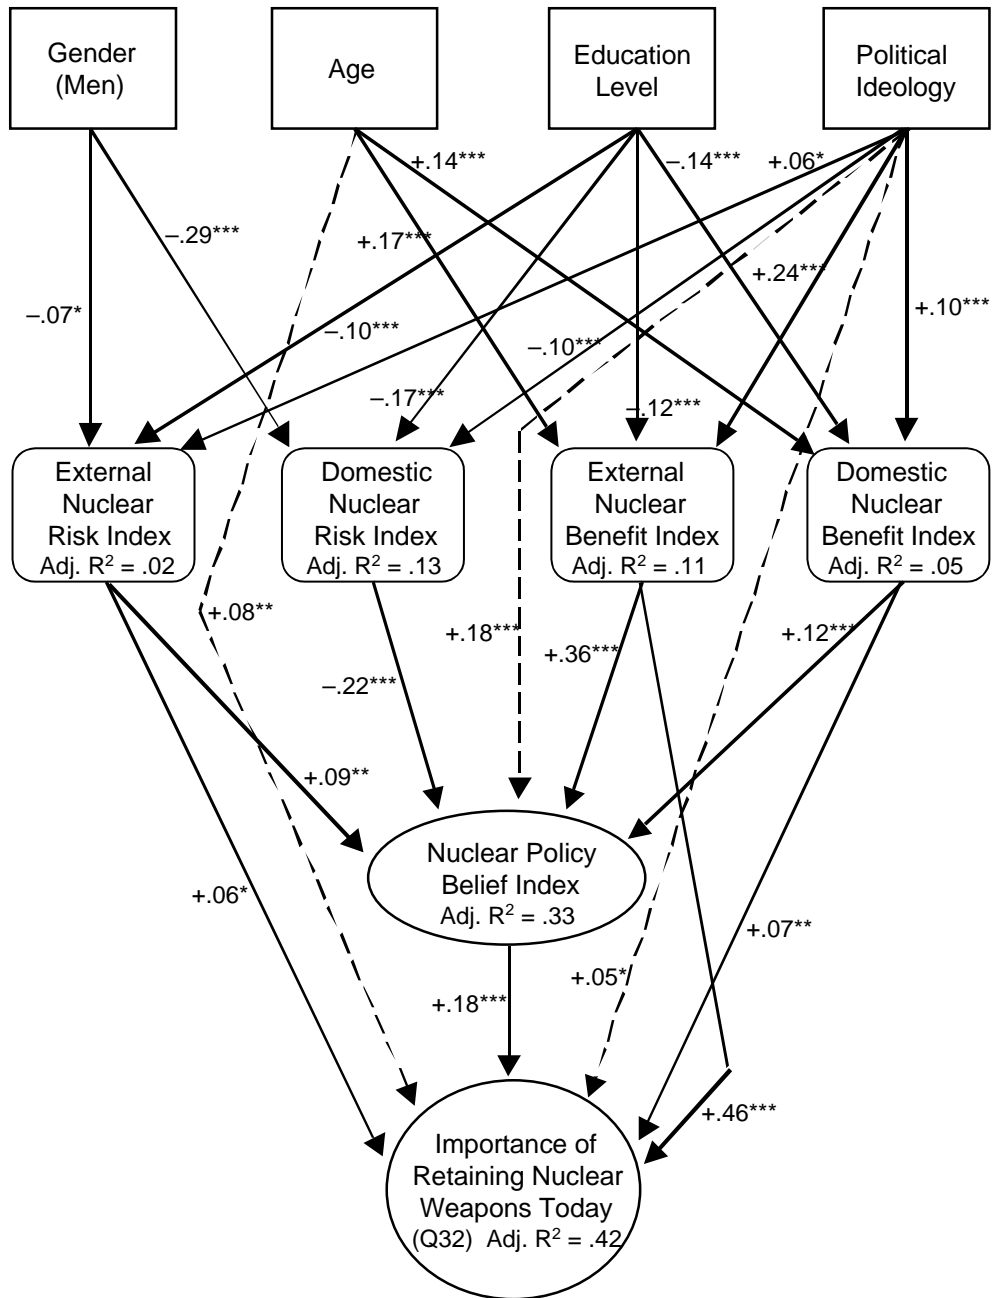 Gender
(Men)
Age
Education
Level
Political
Ideology
+.14***
–.14***
+.06*
–.29***
+.17***
+.24***
–.07*
+.10***
–.10***
–.10***
–.17***
–.12***
External
Nuclear
Risk Index
Adj. R² = .02
Domestic
Nuclear
Risk Index
Adj. R² = .13
External
Nuclear
Benefit Index
Adj. R² = .11
Domestic
Nuclear
Benefit Index
Adj. R² = .05
+.08**
+.18***
+.36***
+.12***
–.22***
+.09**
Nuclear Policy
Belief Index
Adj. R² = .33
+.06*
+.07**
+.18***
+.05*
+.46***
Importance of
Retaining Nuclear
Weapons Today
(Q32) Adj. R² = .42